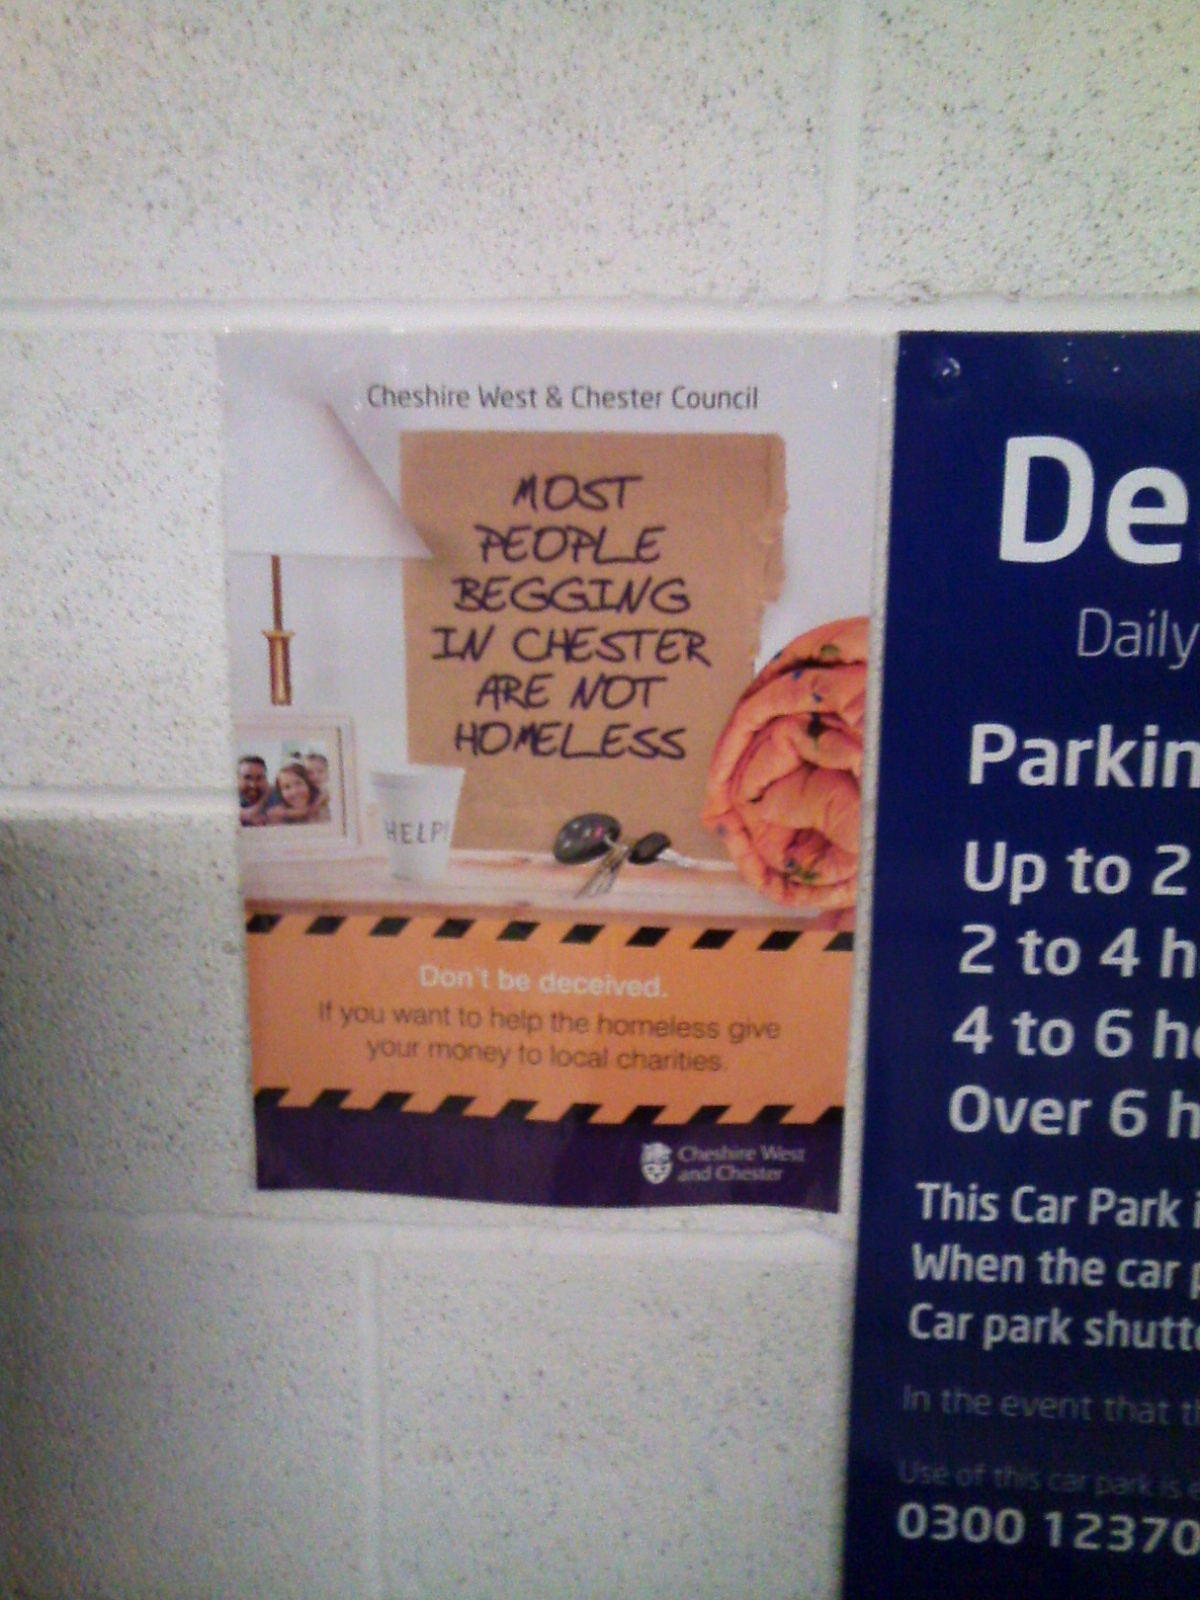 Cheshire West & Chester Council
MOST
PEOPLE
BEGGING
IN CHESTER
ARE NOT
HOMELESS
HELP!
Don't be deceived.
If you want to help the homeless give
your money to local charities.
Cheshire West
and Chester
De
Daily
Parkin
Up to 2
2 to 4 h
4 to 6 ho
Over 6 h
This Car Park i
When the car p
Car park shutte
In the event that th
Use of this car park is
0300 12370